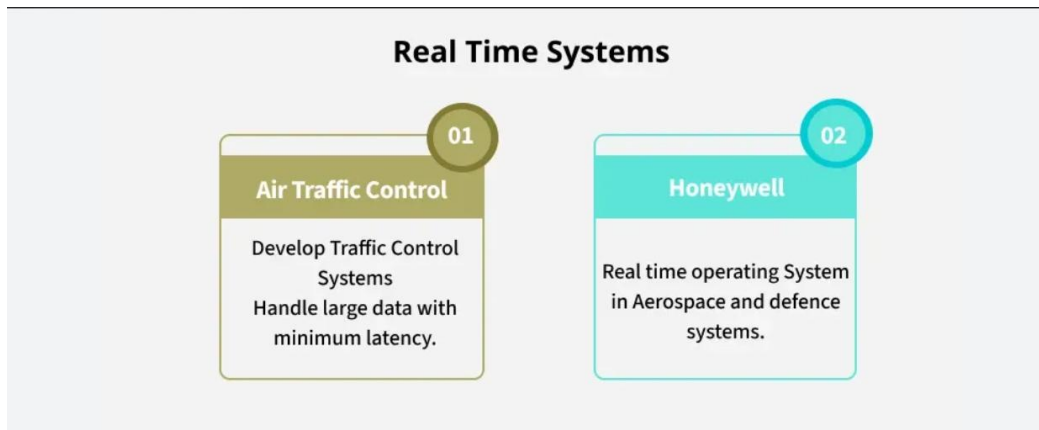 Real Time Systems
01
Air Traffic Control
Develop Traffic Control
Systems
Handle large data with
minimum latency.
02
Honeywell
Real time operating System
in Aerospace and defence
systems.